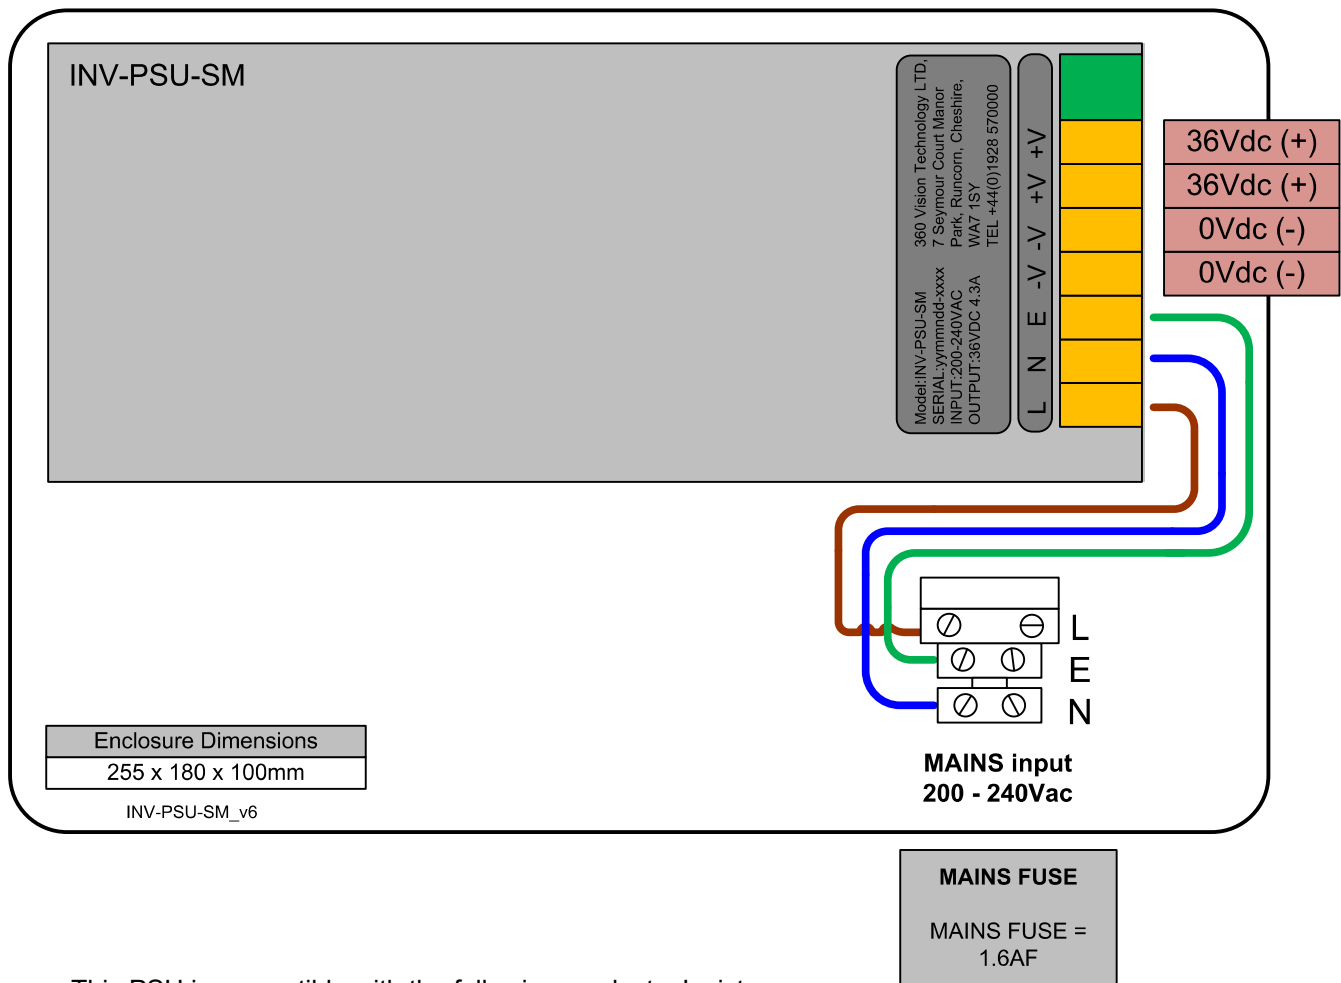 INV-PSU-SM
360 Vision Technology LTD,
7 Seymour Court Manor
Park, Runcorn, Cheshire,
WA7 1SY
TEL +44(0)1928 570000
Model:INV-PSU-SM
SERIAL:yymmndd-xxxx
INPUT:200-240VAC
OUTPUT:36VDC 4.3A
L N E -V -V +V +V
36Vdc (+)
36Vdc (+)
0Vdc (-)
0Vdc (-)
L
E
N
MAINS input
200 - 240Vac
Enclosure Dimensions
255 x 180 x 100mm
INV-PSU-SM_v6
MAINS FUSE
MAINS FUSE =
1.6AF